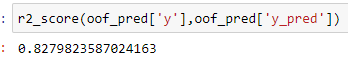 : r2_score(oof_pred['y'],oof_pred['y_pred'])
: 0.8279823587024163